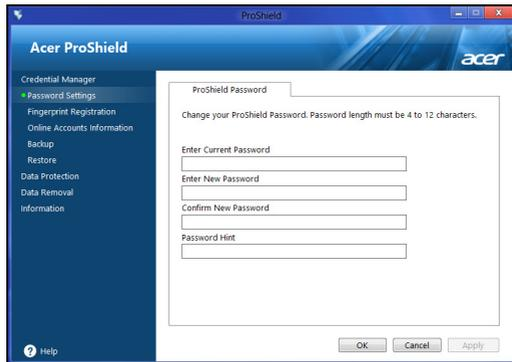 ProShield
Acer ProShield
acer
Credential Manager
Password Settings
Fingerprint Registration
Online Accounts Information
Backup
Restore
Data Protection
Data Removal
Information
Help
ProShield Password
Change your ProShield Password. Password length must be 4 to 12 characters.
Enter Current Password
Enter New Password
Confirm New Password
Password Hint
OK
Cancel
Apply